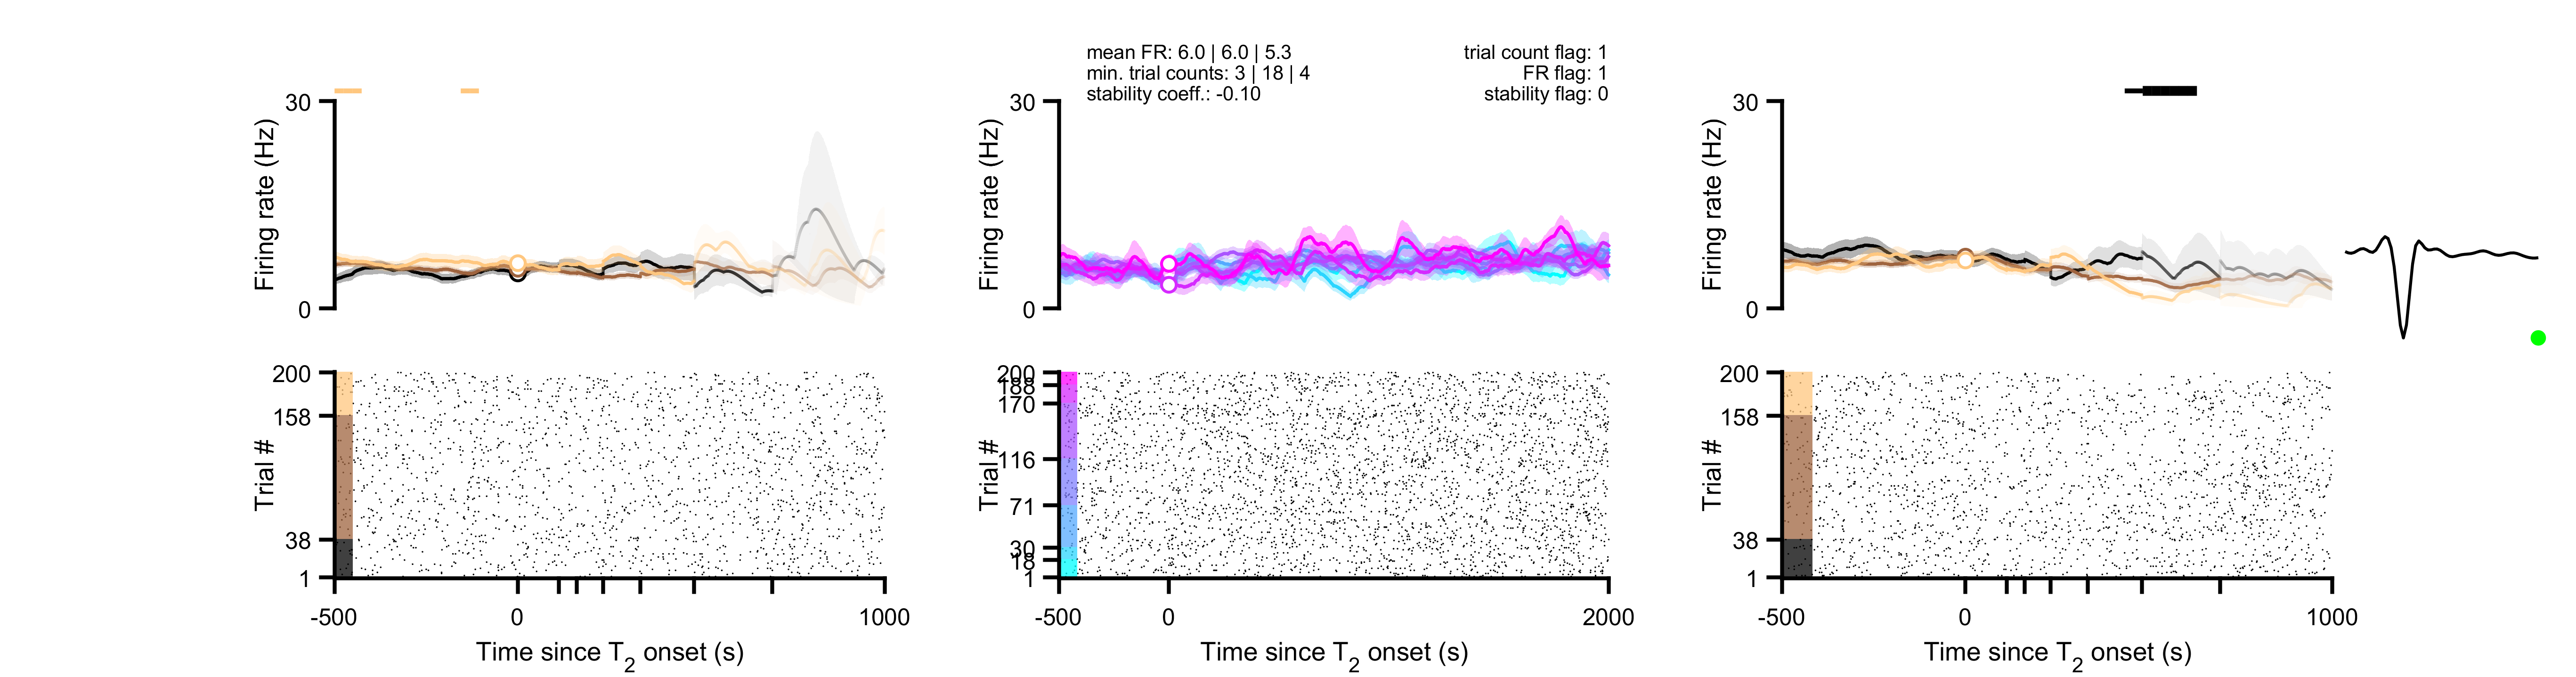 mean FR: 6.0 | 6.0 | 5.3
min. trial counts: 3 | 18 | 4
stability coeff.: -0.10
trial count flag: 1
FR flag: 1
stability flag: 0
30
Firing rate (Hz)
0
200
158
Trial #
38
1
-500
0
1000
Time since T2 onset (s)
30
Firing rate (Hz)
0
200
188
170
Trial #
116
71
30
18
1
-500
0
2000
Time since T2 onset (s)
30
Firing rate (Hz)
0
200
158
Trial #
38
1
-500
0
1000
Time since T2 onset (s)